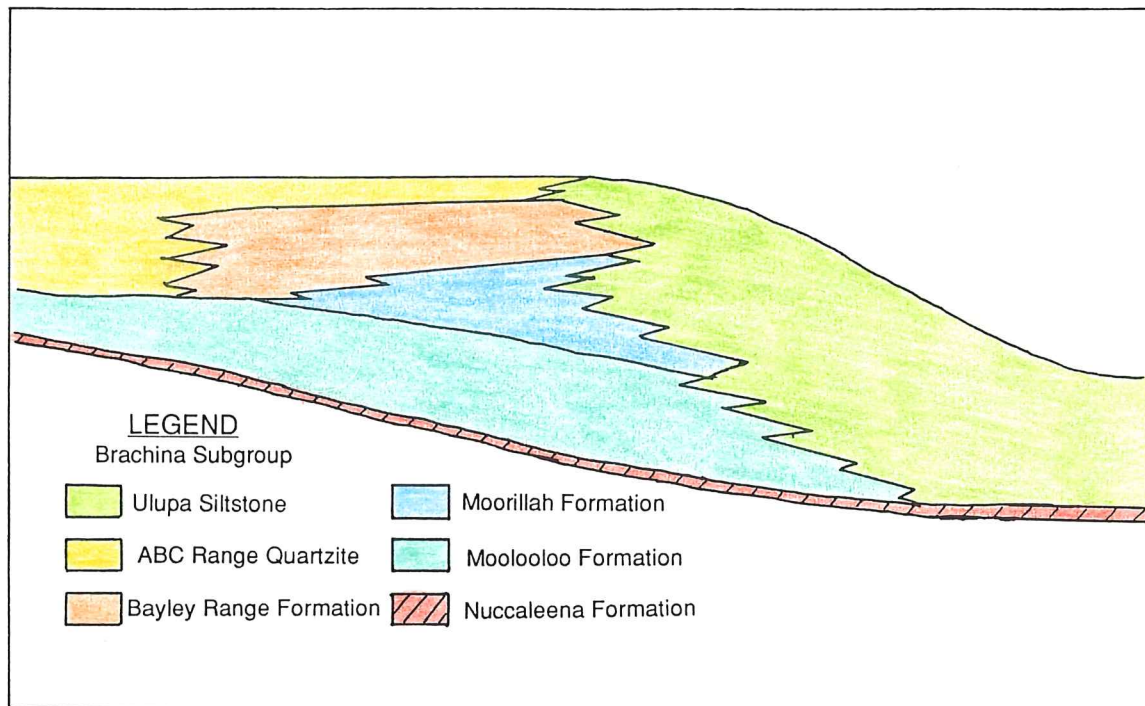 LEGEND
Brachina Subgroup
Ulupa Siltstone
ABC Range Quartzite
Bayley Range Formation
Moorillah Formation
Moolooloo Formation
Nuccaleena Formation